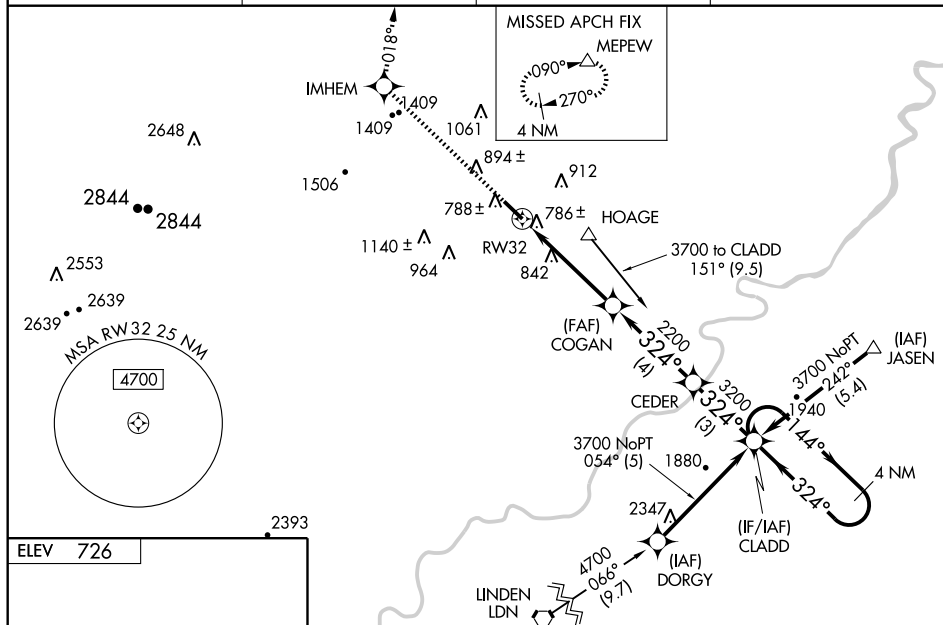 MISSED APCH FIX
MEPEW
090°
270°
4 NM
018°
IMHEM
1409
1409
1061
2648
894 ±
912
1506
2844
2844
788 ±
786 ±
HOAGE
RW32
1140 ±
964
842
3700 to CLADD
151° (9.5)
2553
2639
2639
(FAF)
COGAN
2200
324°
(4)
MSA RW 32 25 NM
4700
CEDER
3200
324°
(3)
3700 NoPT
242°
(5.4)
(IAF)
JASEN
1940
144°
4 NM
324°
3700 NoPT
054° (5)
1880
2347
(IF/IAF)
CLADD
2393
ELEV 726
(IAF)
DORGY
4700
066°
(9.7)
LINDEN
LDN